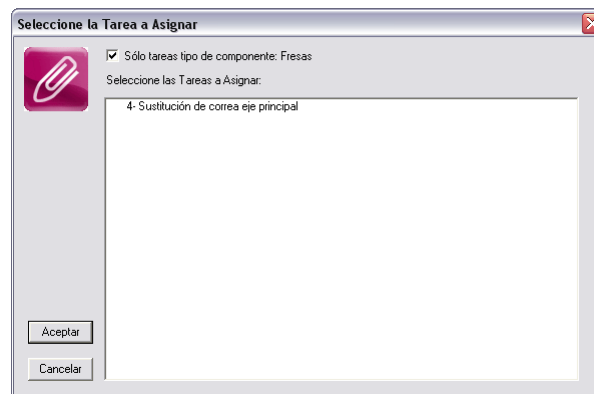 Seleccione la Tarea a Asignar
Sólo tareas tipo de componente: Fresas
Seleccione las Tareas a Asignar:
4- Sustitución de correa eje principal
Aceptar
Cancelar